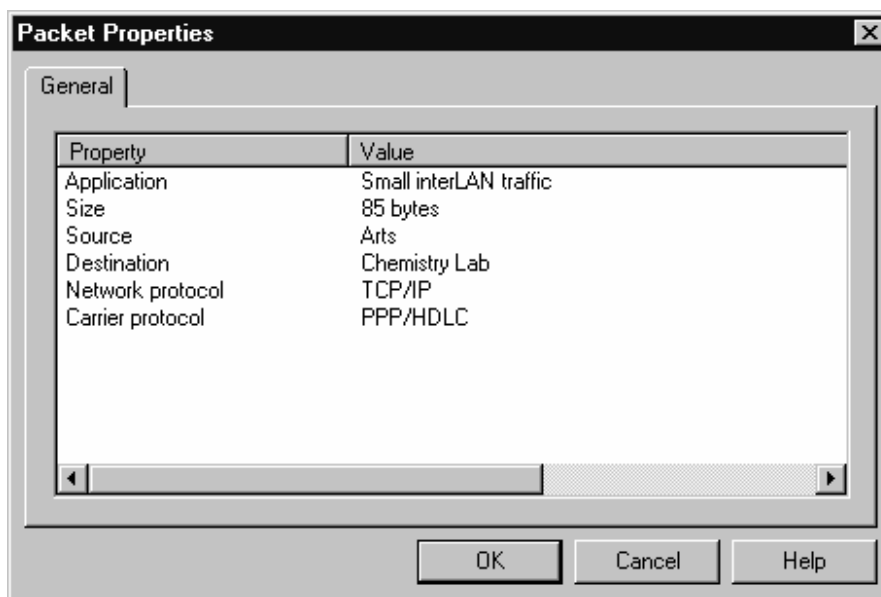 Packet Properties
General
Property Value
Application Small interLAN traffic
Size 85 bytes
Source Arts
Destination Chemistry Lab
Network protocol TCP/IP
Carrier protocol PPP/HDLC
OK Cancel Help